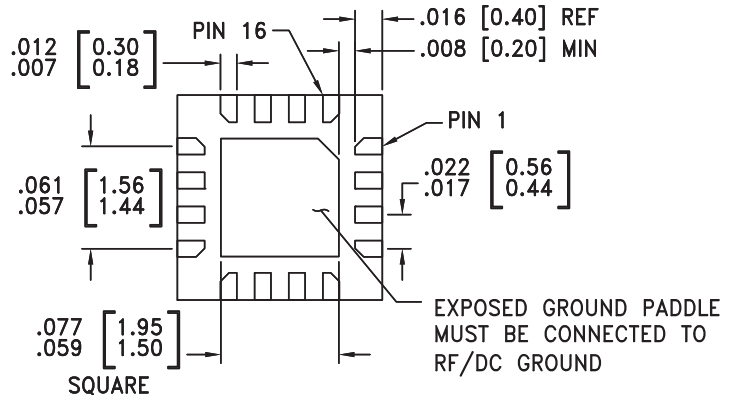 .016 [0.40] REF
PIN 16
.008 [0.20] MIN
.012 [0.30]
.007 [0.18]
PIN 1
.022 [0.56]
.017 [0.44]
.061 [1.56]
.057 [1.44]
EXPOSED GROUND PADDLE
MUST BE CONNECTED TO
RF/DC GROUND
.077 [1.95]
.059 [1.50]
SQUARE